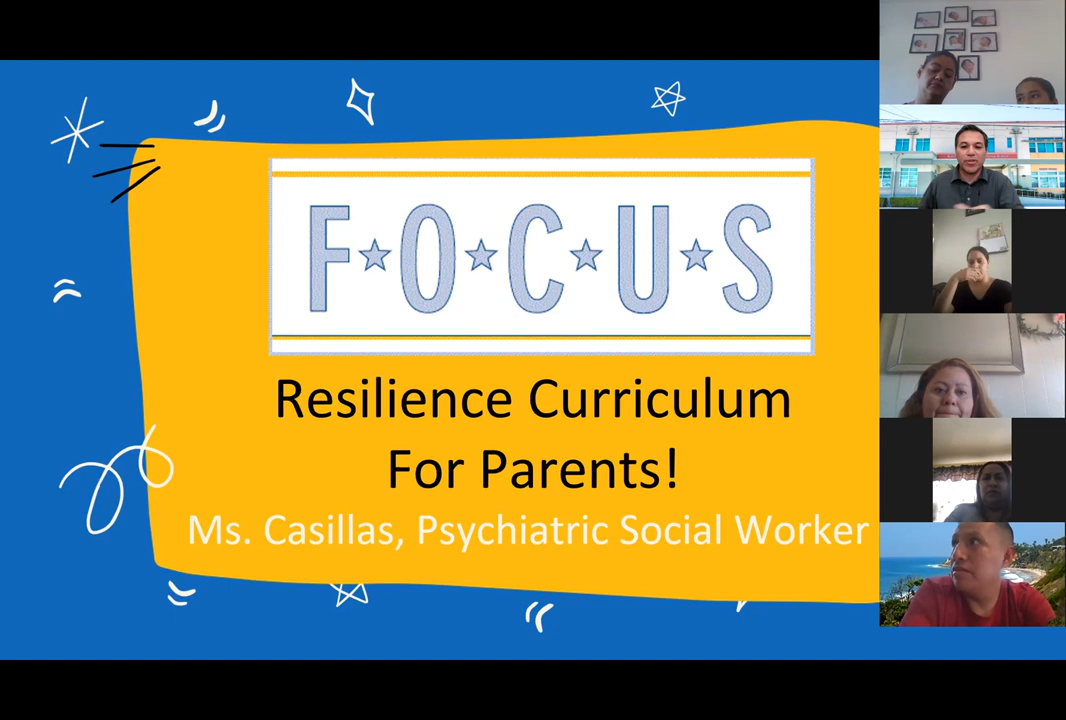 F★O★C★U★S
Resilience Curriculum
For Parents!
Ms. Casillas, Psychiatric Social Worker